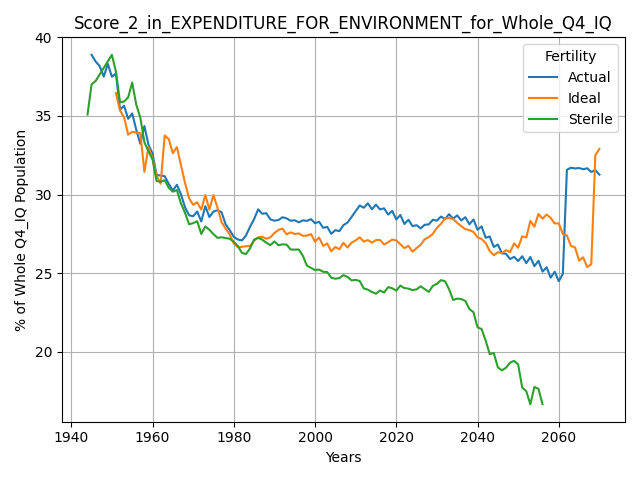 Score_2_in_EXPENDITURE_FOR_ENVIRONMENT_for_Whole_Q4_IQ
Fertility
Actual
Ideal
Sterile
% of Whole Q4_IQ Population
40
35
30
25
20
1940
1960
1980
2000
2020
2040
2060
Years